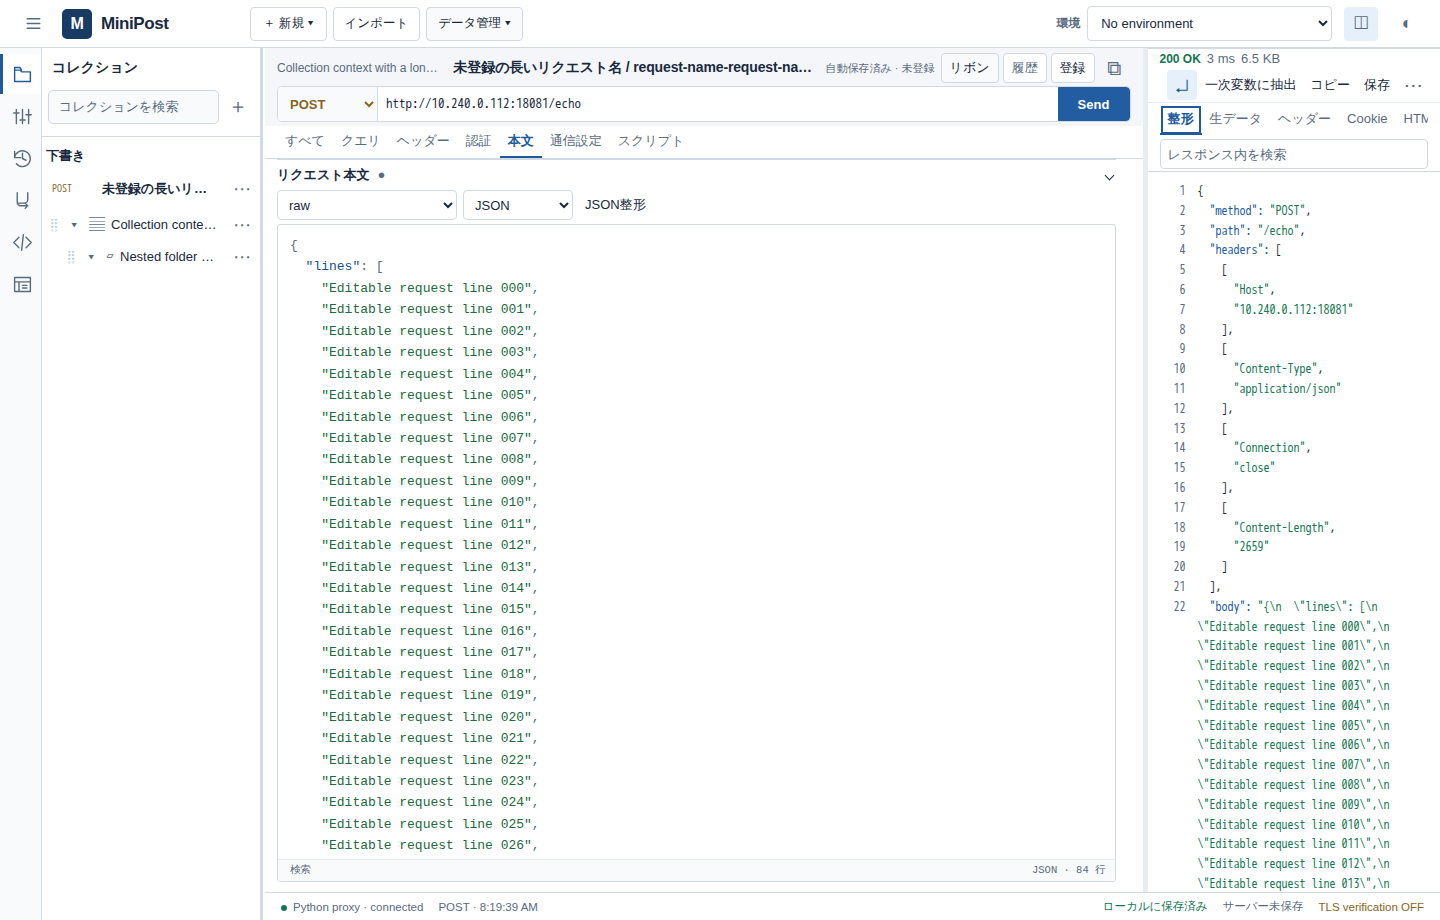 M MiniPost ＋ 新規 ▾ インポート データ管理 ▾ 環境 No environment
コレクション
コレクションを検索 +
下書き
POST 未登録の長いリ… ···
Collection conte… ···
Nested folder … ···
Collection context with a lon… 未登録の長いリクエスト名 / request-name-request-na… 自動保存済み · 未登録 リボン 履歴 登録
POST http://10.240.0.112:18081/echo Send
すべて クエリ ヘッダー 認証 本文 通信設定 スクリプト
リクエスト本文 ●
raw JSON JSON整形
{
"lines": [
"Editable request line 000",
"Editable request line 001",
"Editable request line 002",
"Editable request line 003",
"Editable request line 004",
"Editable request line 005",
"Editable request line 006",
"Editable request line 007",
"Editable request line 008",
"Editable request line 009",
"Editable request line 010",
"Editable request line 011",
"Editable request line 012",
"Editable request line 013",
"Editable request line 014",
"Editable request line 015",
"Editable request line 016",
"Editable request line 017",
"Editable request line 018",
"Editable request line 019",
"Editable request line 020",
"Editable request line 021",
"Editable request line 022",
"Editable request line 023",
"Editable request line 024",
"Editable request line 025",
"Editable request line 026",
検索 JSON · 84 行
200 OK 3 ms 6.5 KB
一次変数に抽出 コピー 保存 ···
整形 生データ ヘッダー Cookie HTM
レスポンス内を検索
1 {
2 "method": "POST",
3 "path": "/echo",
4 "headers": [
5 [
6 "Host",
7 "10.240.0.112:18081"
8 ],
9 [
10 "Content-Type",
11 "application/json"
12 ],
13 [
14 "Connection",
15 "close"
16 ],
17 [
18 "Content-Length",
19 "2659"
20 ]
21 ],
22 "body": "{\n  \"lines\": [\n
\"Editable request line 000\",\n
\"Editable request line 001\",\n
\"Editable request line 002\",\n
\"Editable request line 003\",\n
\"Editable request line 004\",\n
\"Editable request line 005\",\n
\"Editable request line 006\",\n
\"Editable request line 007\",\n
\"Editable request line 008\",\n
\"Editable request line 009\",\n
\"Editable request line 010\",\n
\"Editable request line 011\",\n
\"Editable request line 012\",\n
\"Editable request line 013\",\n
● Python proxy · connected POST · 8:19:39 AM ローカルに保存済み サーバー未保存 TLS verification OFF